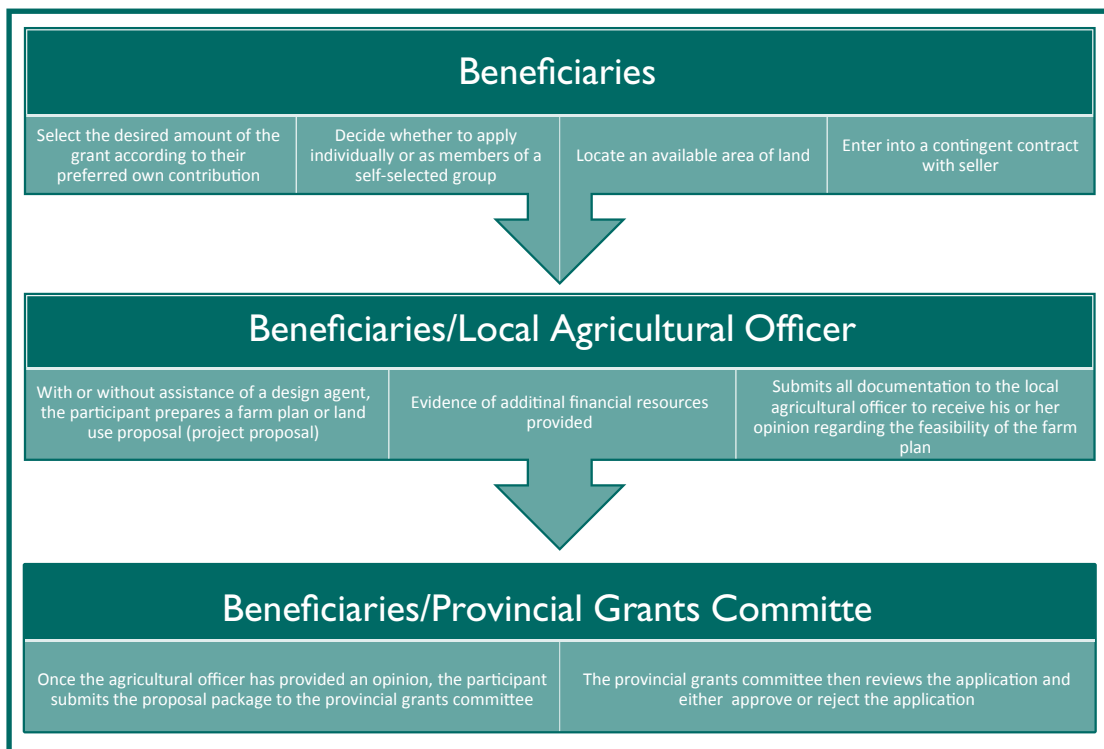 Beneficiaries
Select the desired amount of the
grant according to their
preferred own contribution
Decide whether to apply
individually or as members of a
self-selected group
Locate an available area of land
Enter into a contingent contract
with seller
Beneficiaries/Local Agricultural Officer
With or without assistance of a design agent,
the participant prepares a farm plan or land
use proposal (project proposal)
Evidence of additinal financial resources
provided
Submits all documentation to the local
agricultural officer to receive his or her
opinion regarding the feasibility of the farm
plan
Beneficiaries/Provincial Grants Committe
Once the agricultural officer has provided an opinion, the participant
submits the proposal package to the provincial grants committee
The provincial grants committee then reviews the application and
either  approve or reject the application